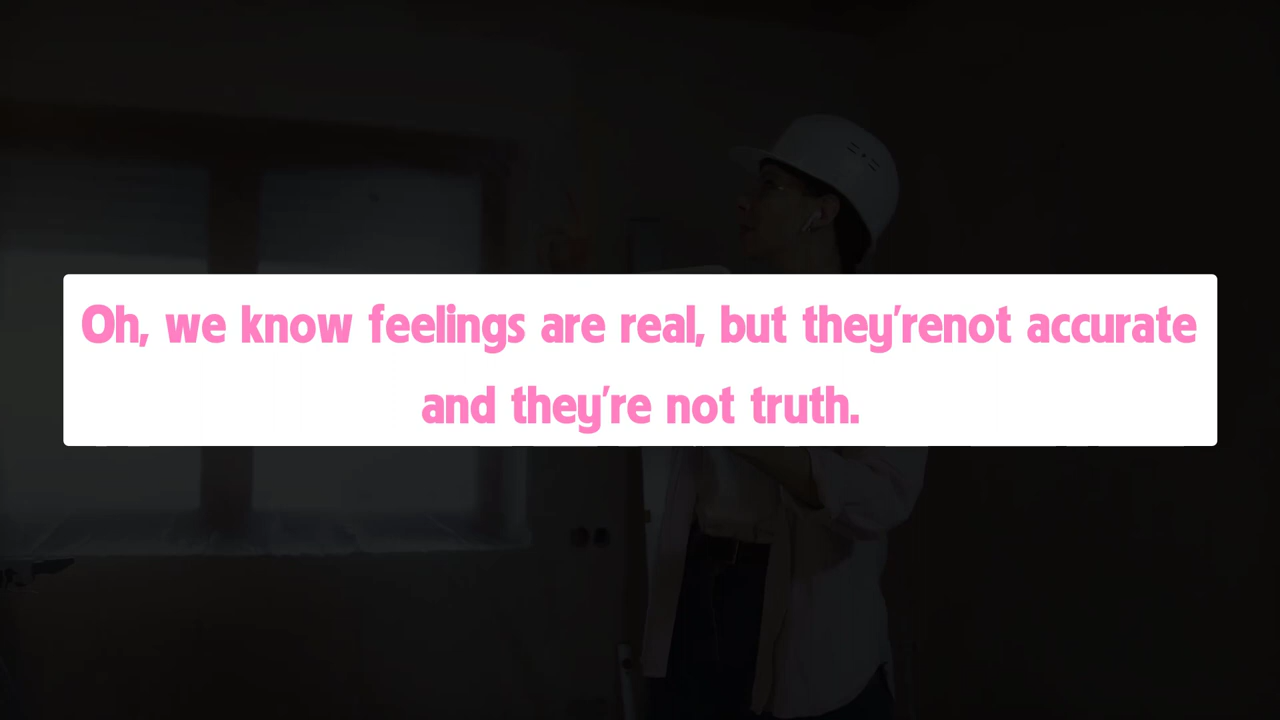 Oh, we know feelings are real, but they'renot accurate
and they're not truth.